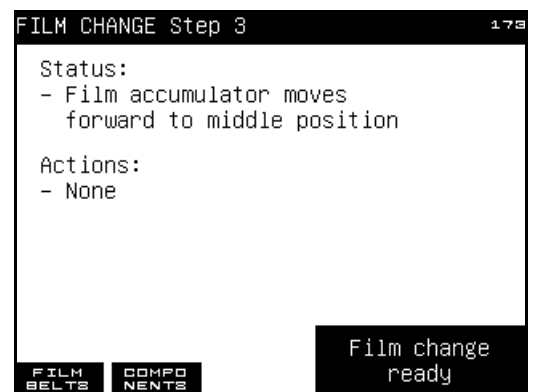 FILM CHANGE Step 3 173
Status:
- Film accumulator moves
forward to middle position
Actions:
- None
Film change
ready
FILM
BELTS
COMPO
NENTS